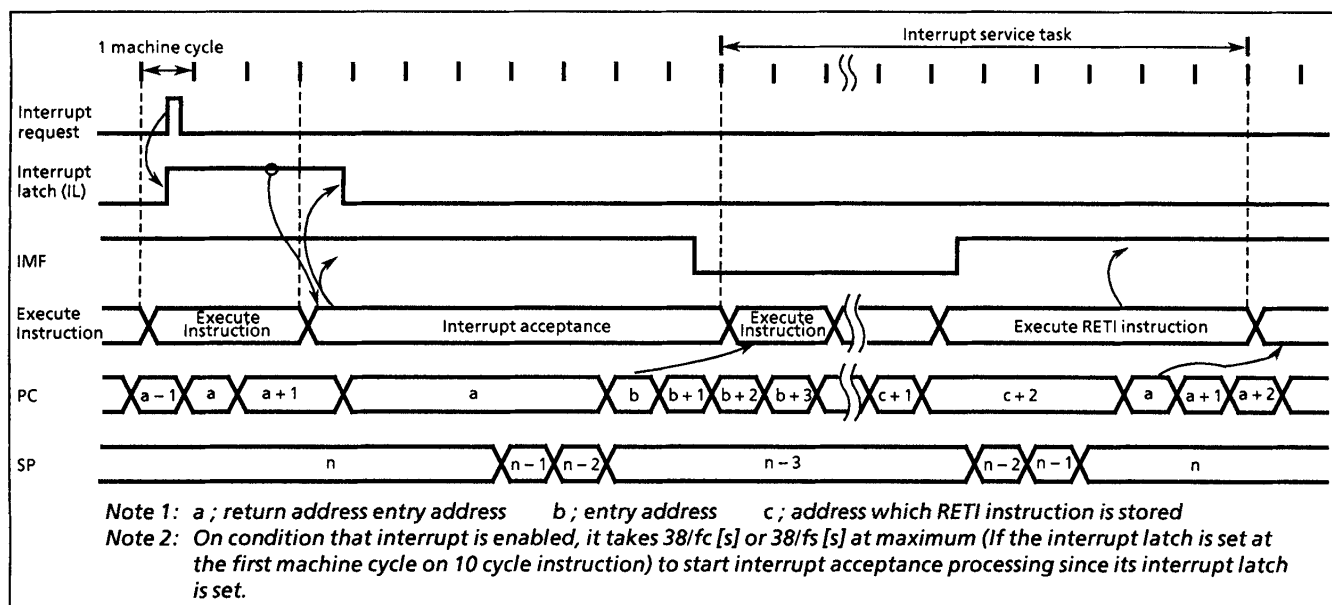 1 machine cycle
Interrupt service task
Interrupt request
Interrupt latch (IL)
IMF
Execute Instruction
Execute Instruction
Interrupt acceptance
Execute Instruction
Execute RETI instruction
PC
a − 1
a
a + 1
a
b
b + 1
b + 2
b + 3
c + 1
c + 2
a
a + 1
a + 2
SP
n
n − 1
n − 2
n − 3
n − 2
n − 1
n
Note 1: a ; return address entry address b ; entry address c ; address which RETI instruction is stored
Note 2: On condition that interrupt is enabled, it takes 38/fc [s] or 38/fs [s] at maximum (If the interrupt latch is set at
the first machine cycle on 10 cycle instruction) to start interrupt acceptance processing since its interrupt latch
is set.